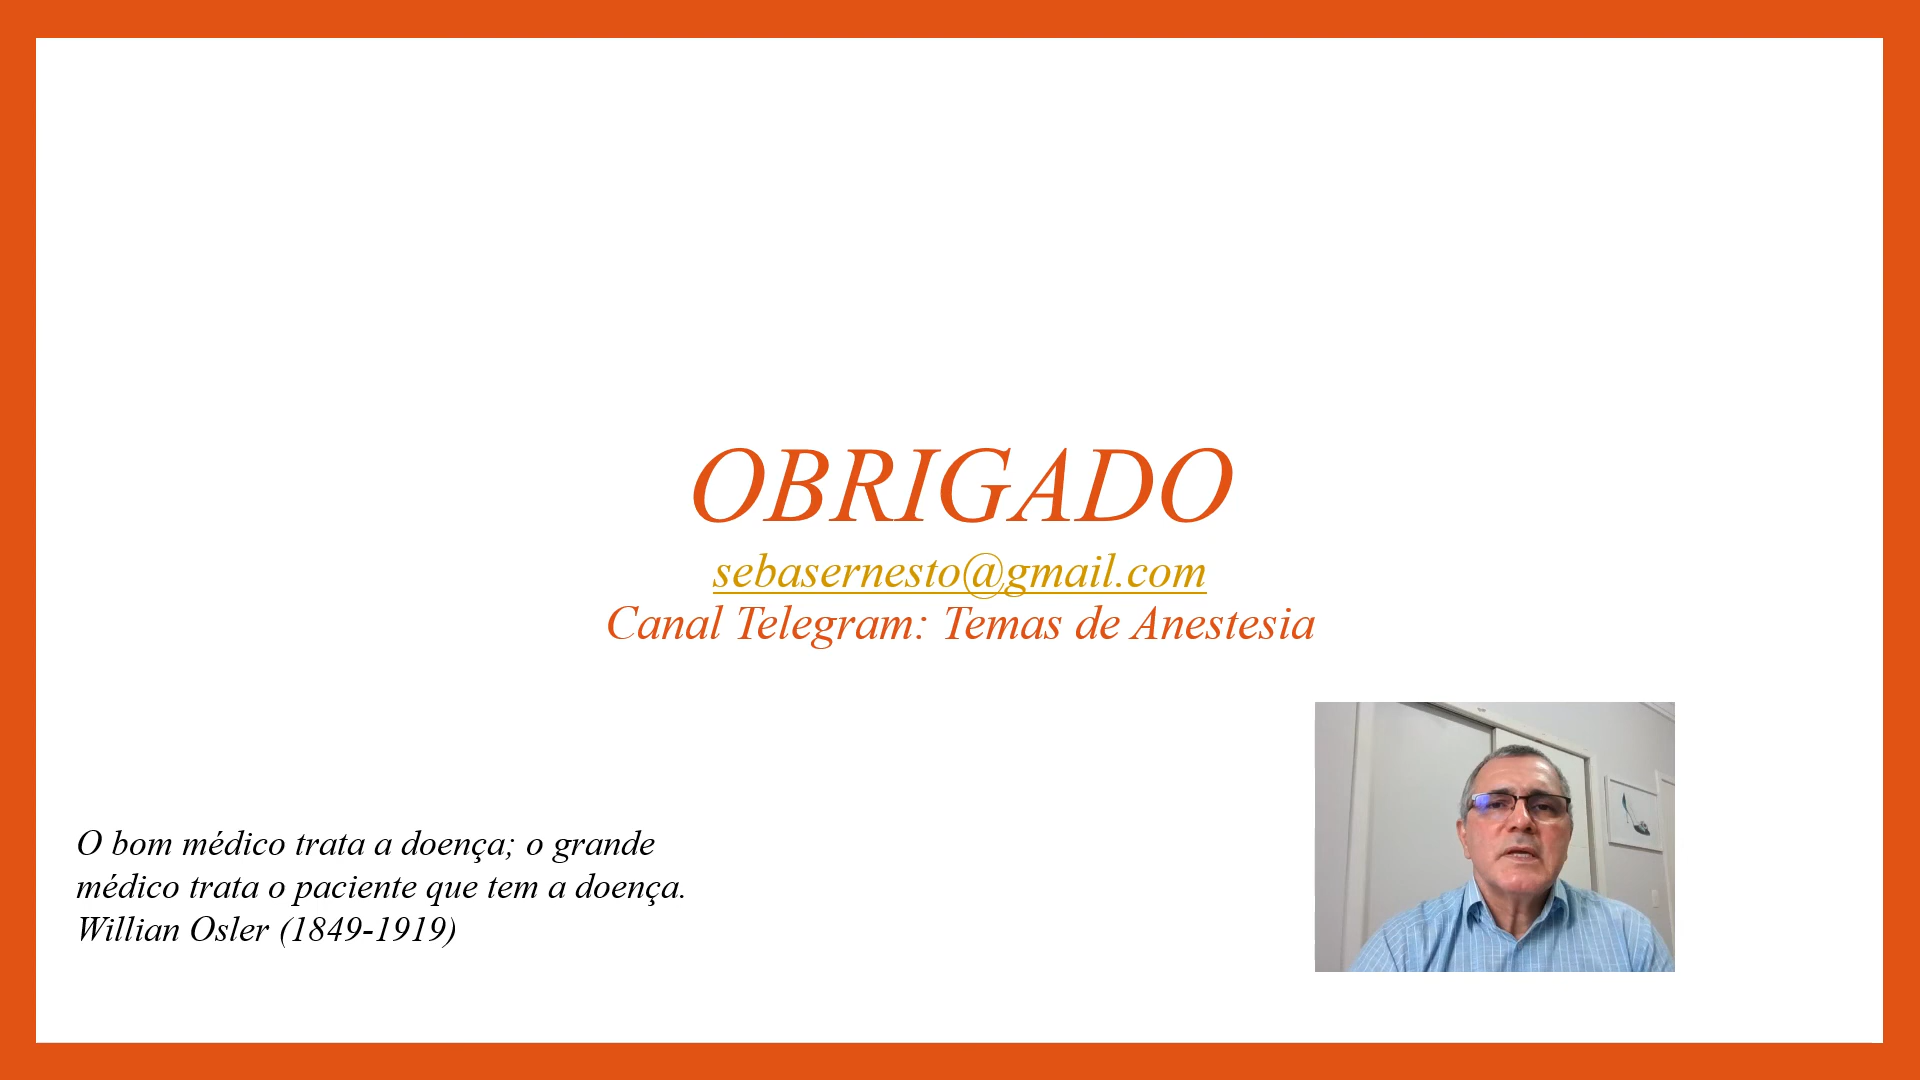 OBRIGADO
sebasernesto@gmail.com
Canal Telegram: Temas de Anestesia
O bom médico trata a doença; o grande
médico trata o paciente que tem a doença.
Willian Osler (1849-1919)